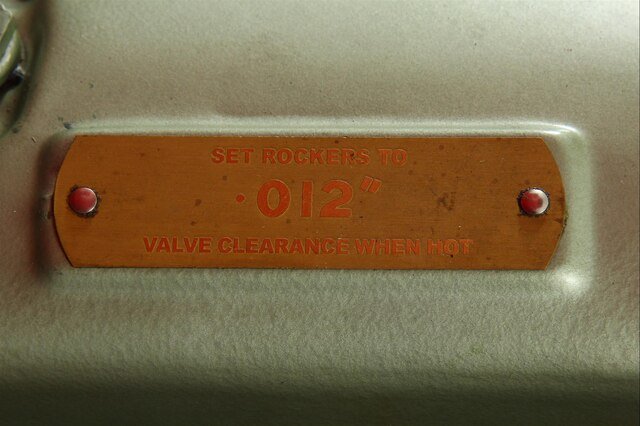 SET ROCKERS TO
·012"
VALVE CLEARANCE WHEN HOT